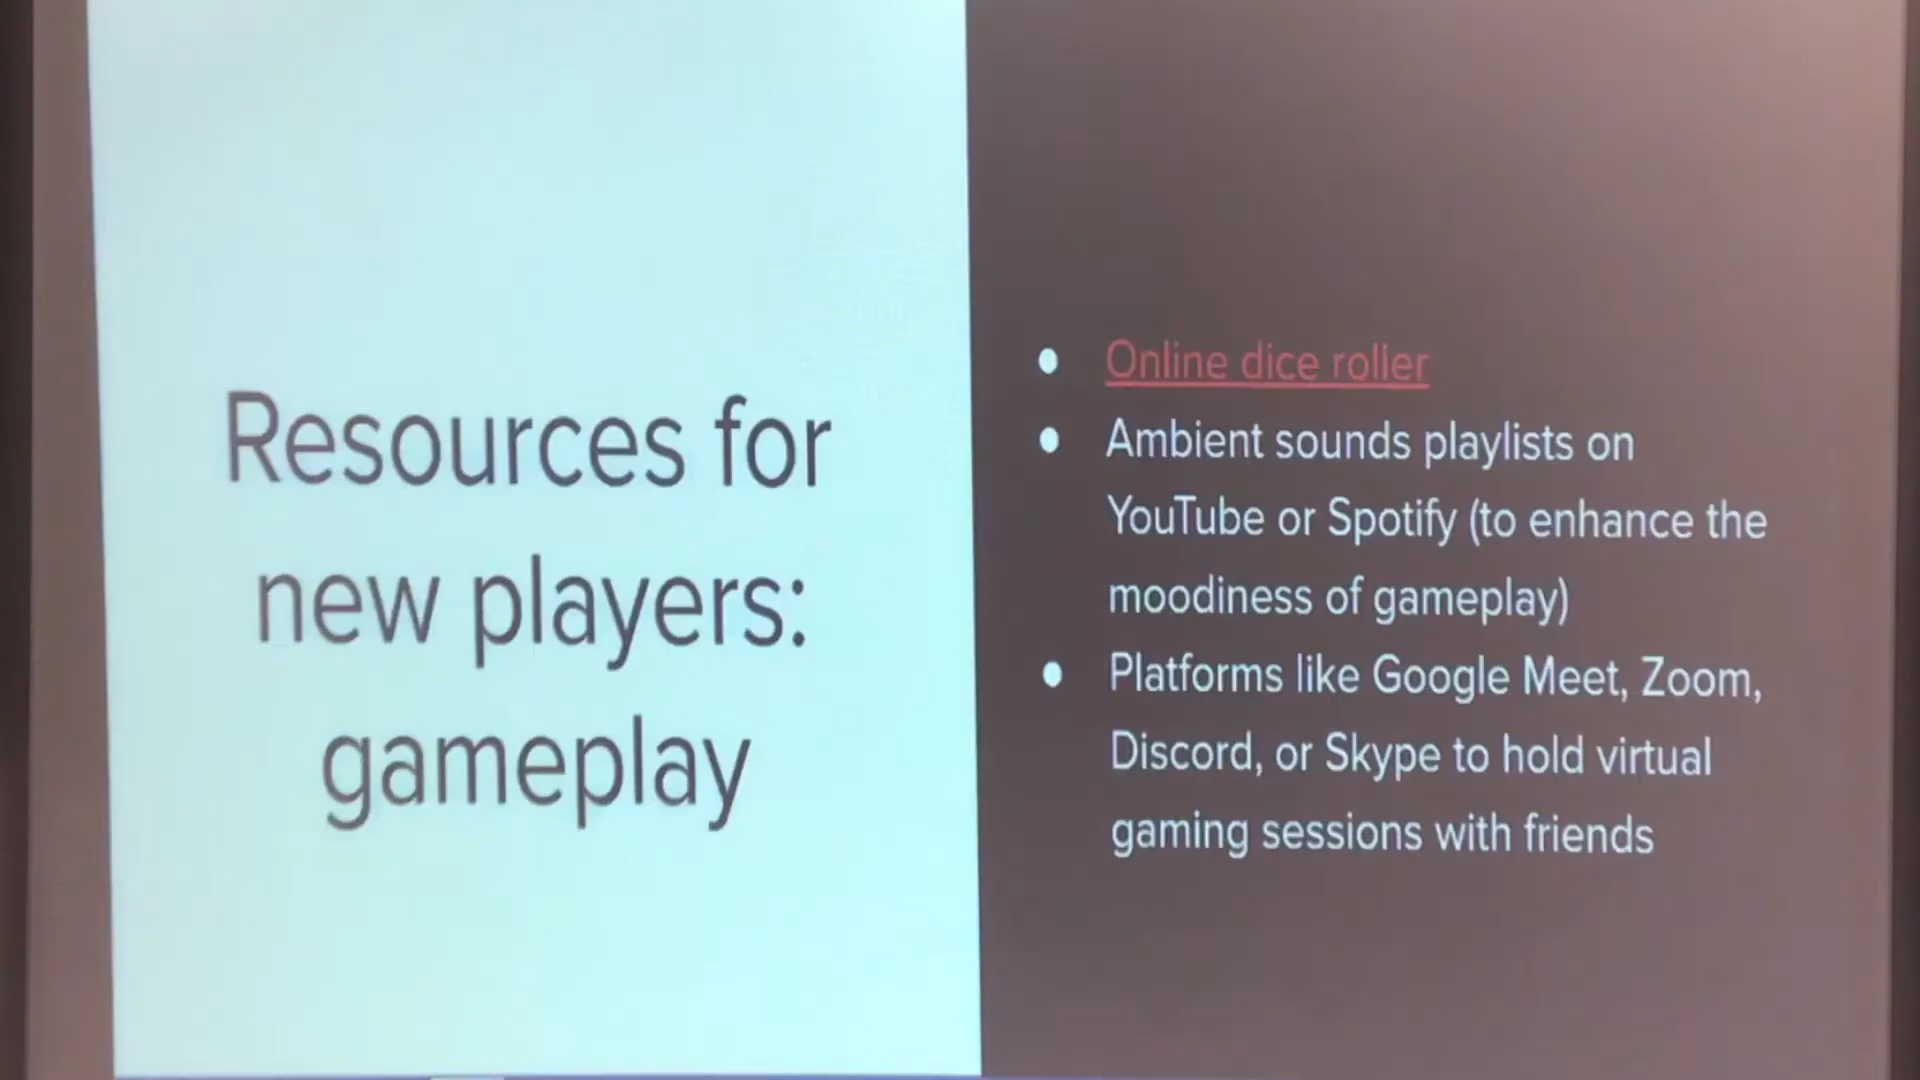 Resources for
new players:
gameplay
Online dice roller
Ambient sounds playlists on
YouTube or Spotify (to enhance the
moodiness of gameplay)
Platforms like Google Meet, Zoom,
Discord, or Skype to hold virtual
gaming sessions with friends